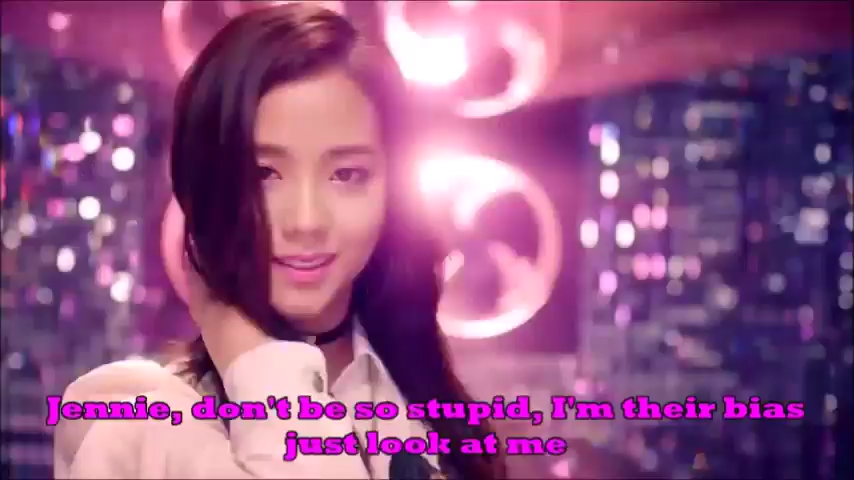 Jennie, don't be so stupid, I'm their bias
just look at me